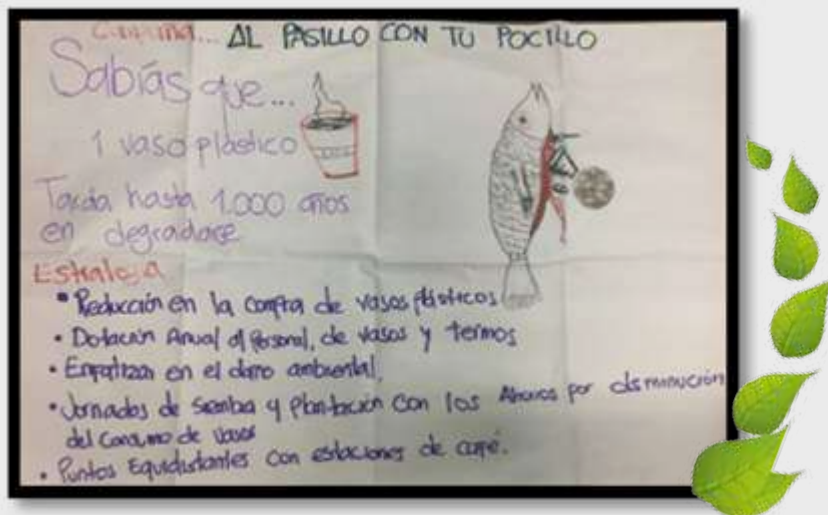 Campaña... AL PASILLO CON TU POCILLO
Sabías que...
1 vaso plástico
Tarda hasta 1.000 años
en degradarse
Estrategia
• Reducción en la compra de vasos plásticos
• Dotación Anual al Personal, de vasos y termos
• en el daño ambiental.
• Jornadas de Siembra y Plantación con los Ahorros por disminución
del Consumo de vasos
• Puntos Equidistantes con estaciones de café.